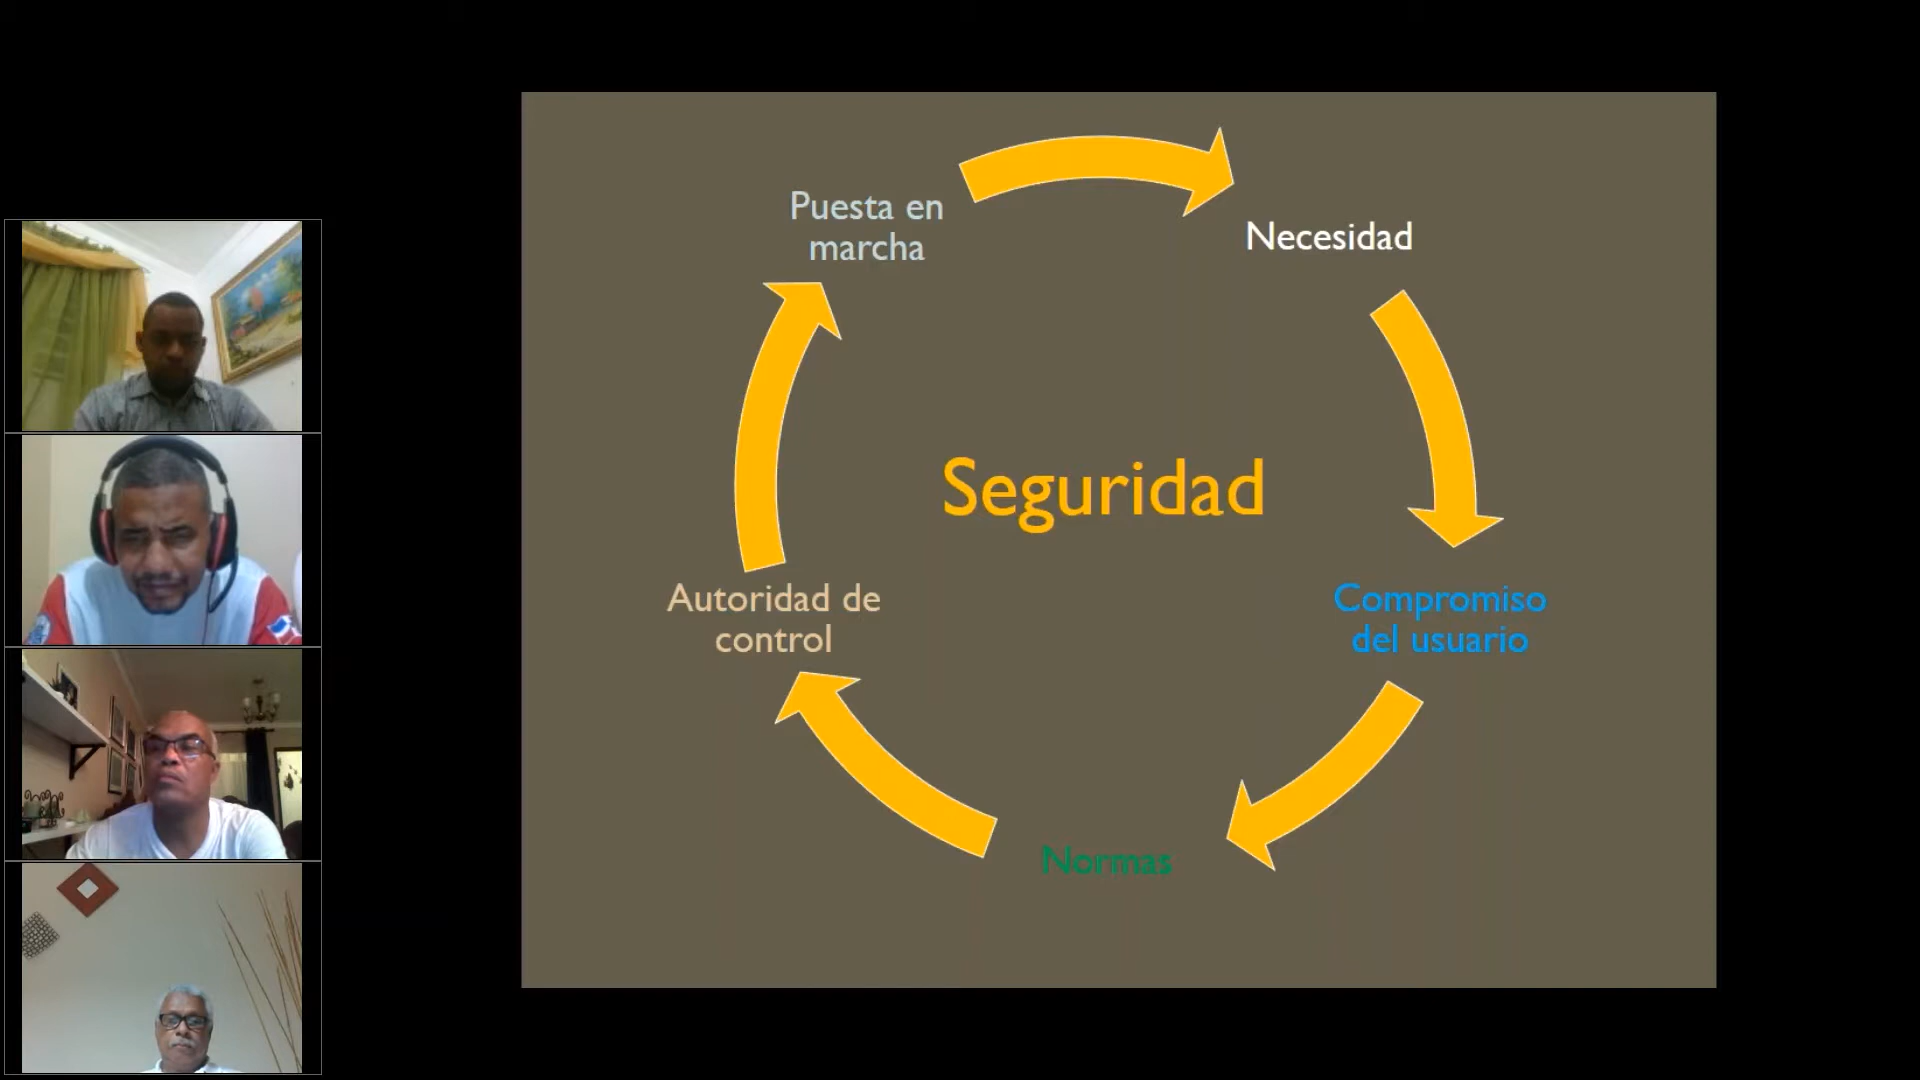 Puesta en
marcha
Necesidad
Seguridad
Autoridad de
control
Compromiso
del usuario
Normas